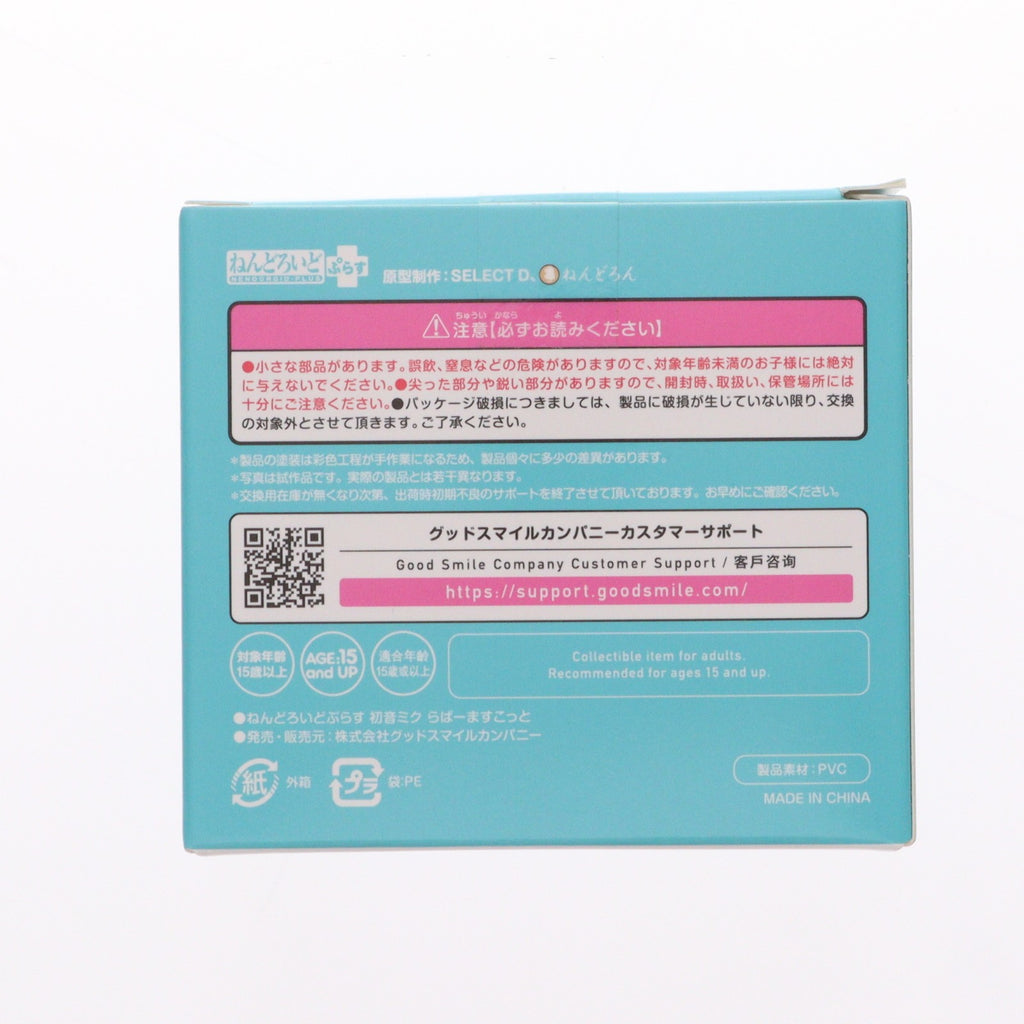 ねんどろいど ぷらす
NENDOROID-PLUS
原型制作：SELECT D、ねんどろん
ちゅうい かなら よ
⚠注意【必ずお読みください】
●小さな部品があります。誤飲、窒息などの危険がありますので、対象年齢未満のお子様には絶対
に与えないでください。●尖った部分や鋭い部分がありますので、開封時、取扱い、保管場所には
十分にご注意ください。●パッケージ破損につきましては、製品に破損が生じていない限り、交換
の対象外とさせて頂きます。ご了承ください。
＊製品の塗装は彩色工程が手作業になるため、製品個々に多少の差異があります。
＊写真は試作品です。実際の製品とは若干異なります。
＊交換用在庫が無くなり次第、出荷時初期不良のサポートを終了させて頂いております。お早めにご確認ください。
グッドスマイルカンパニーカスタマーサポート
Good Smile Company Customer Support / 客戶咨询
https://support.goodsmile.com/
対象年齢
15歳以上
AGE:15
and UP
適合年齡
15歲或以上
Collectible item for adults.
Recommended for ages 15 and up.
●ねんどろいどぷらす 初音ミク らばーますこっと
●発売・販売元：株式会社グッドスマイルカンパニー
紙 外箱 プラ 袋:PE
製品素材：PVC
MADE IN CHINA